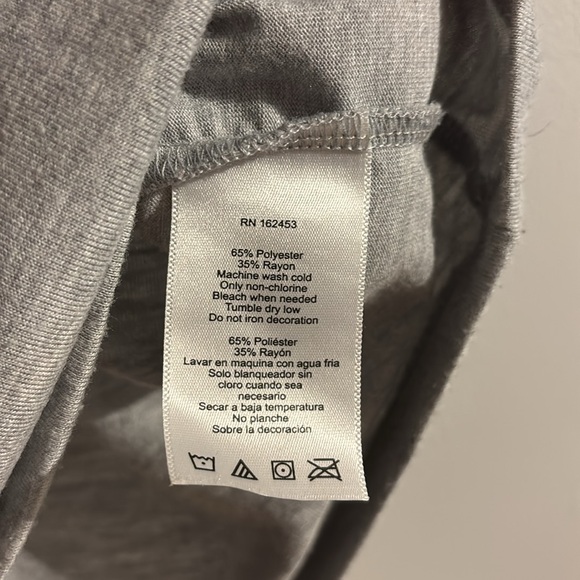 RN 162453
65% Polyester
35% Rayon
Machine wash cold
Only non-chlorine
Bleach when needed
Tumble dry low
Do not iron decoration
65% Poliéster
35% Rayón
Lavar en maquina con agua fria
Solo blanqueador sin
cloro cuando sea
necesario
Secar a baja temperatura
No planche
Sobre la decoración